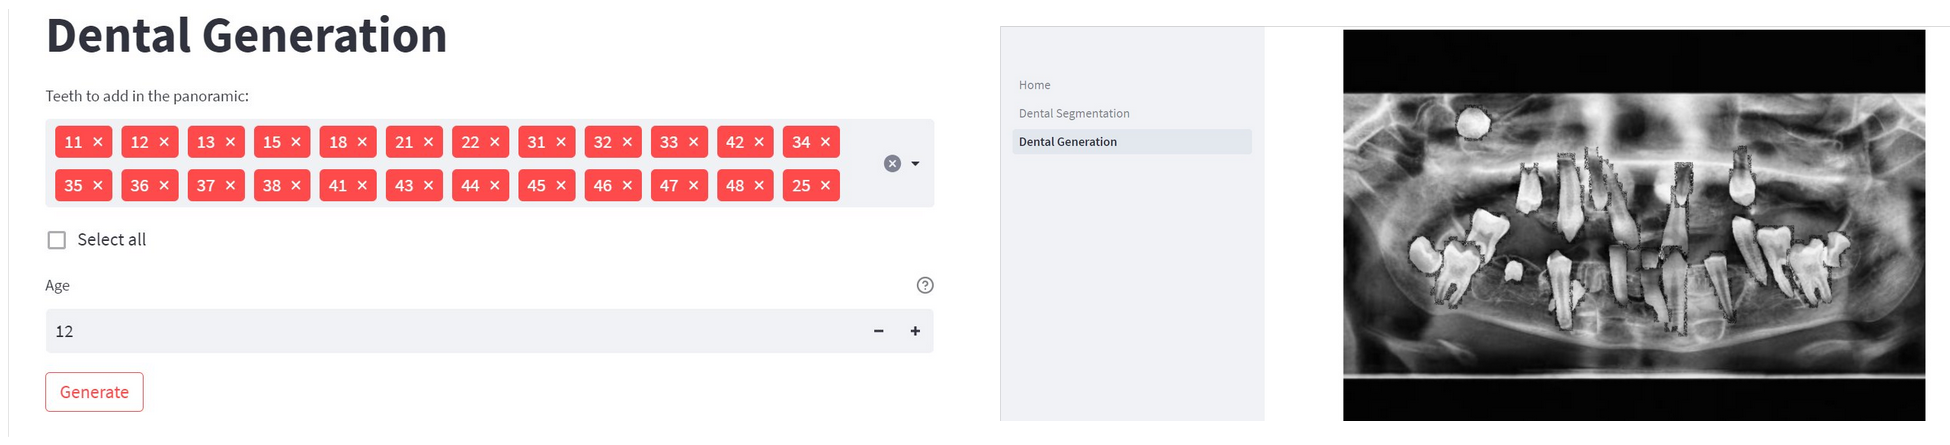 Dental Generation
Teeth to add in the panoramic:
11 × 12 × 13 × 15 × 18 × 21 × 22 × 31 × 32 × 33 × 42 × 34 ×
35 × 36 × 37 × 38 × 41 × 43 × 44 × 45 × 46 × 47 × 48 × 25 ×
Select all
Age
12
Generate
Home
Dental Segmentation
Dental Generation